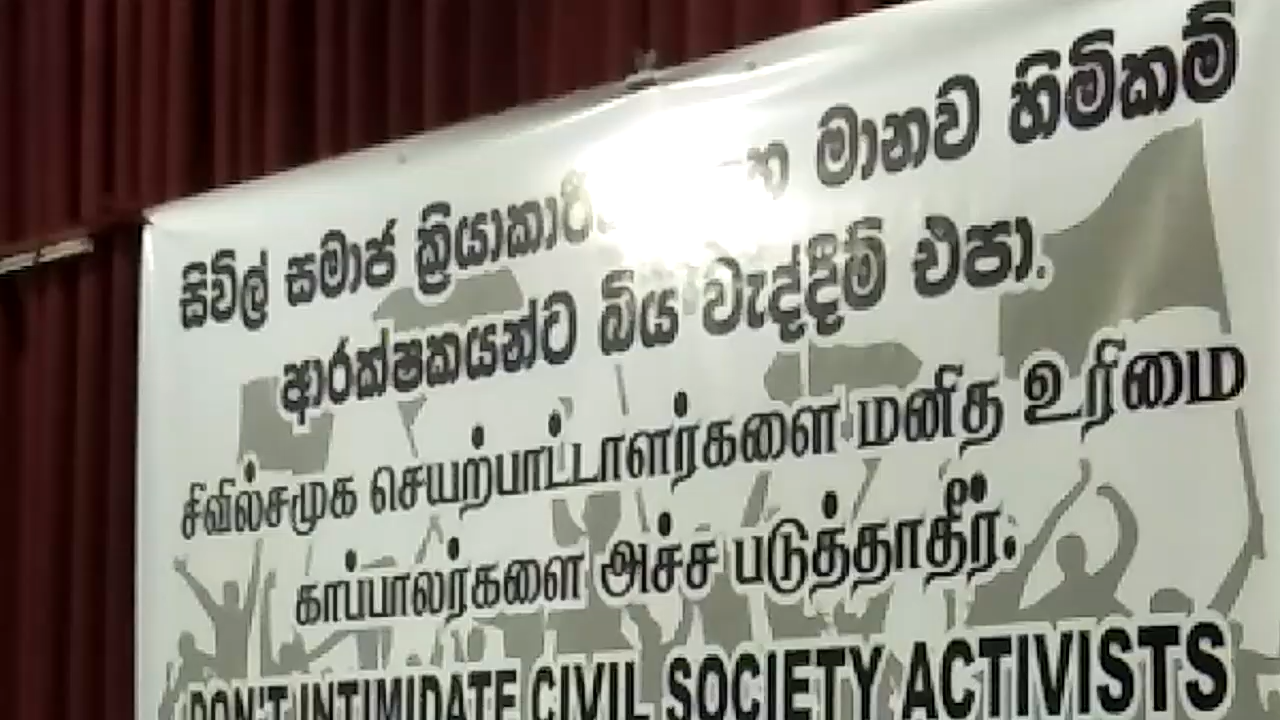 සිවිල් සමාජ මානව හිමිකම්
ආරක්ෂකයන්ට බිය වැද්දීම් එපා.
சிவில்சமுக செயற்பாட்டாளர்களை மனித உரிமை
காப்பாலர்களை அச்ச படுத்தாதீர்.
DON'T INTIMIDATE CIVIL SOCIETY ACTIVISTS